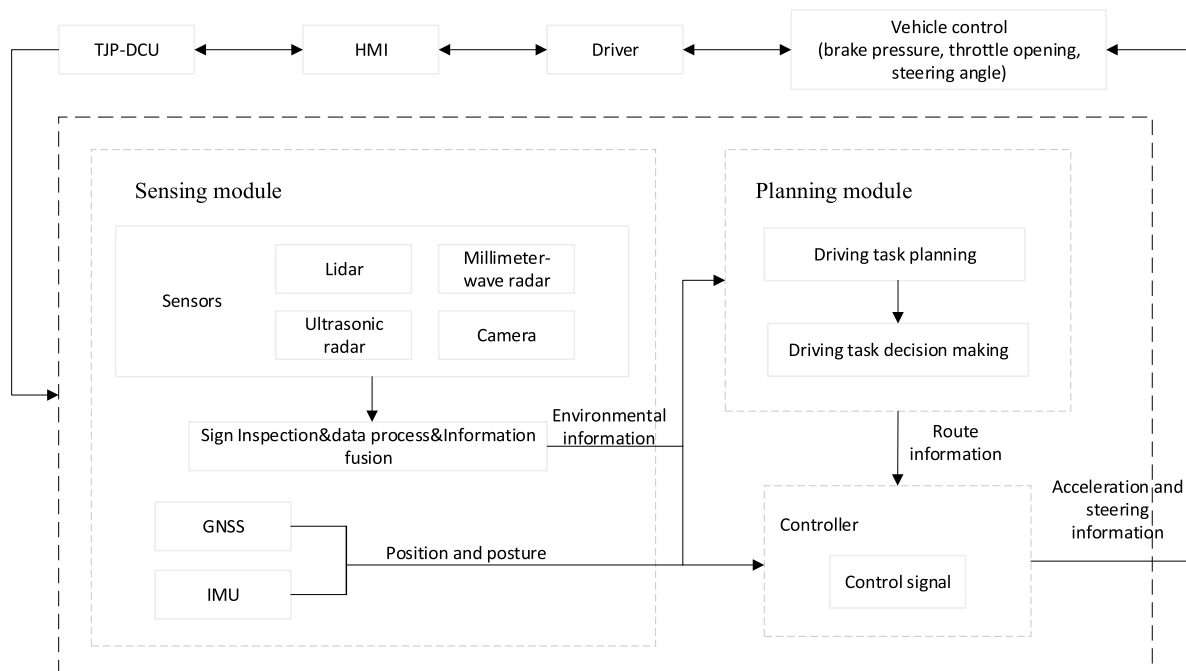 TJP-DCU
HMI
Driver
Vehicle control
(brake pressure, throttle opening,
steering angle)
Sensing module
Sensors
Lidar
Millimeter-
wave radar
Ultrasonic
radar
Camera
Sign Inspection&data process&Information
fusion
Environmental
information
GNSS
IMU
Position and posture
Planning module
Driving task planning
Driving task decision making
Route
information
Controller
Control signal
Acceleration and
steering
information